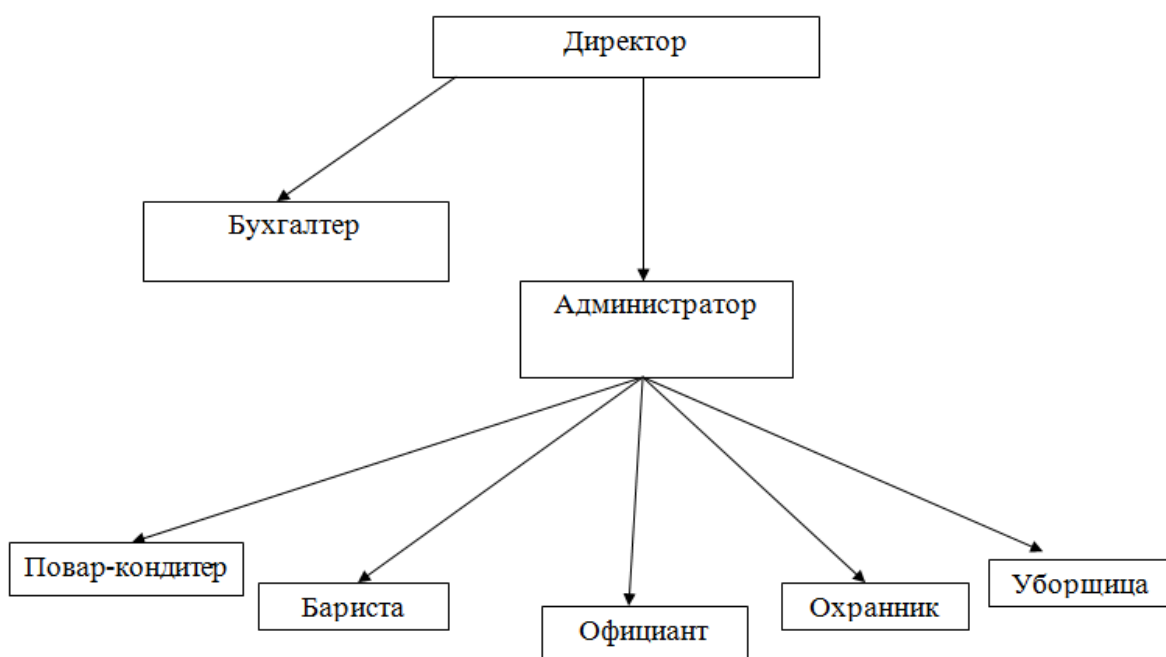 Директор
Бухгалтер
Администратор
Повар-кондитер
Бариста
Официант
Охранник
Уборщица